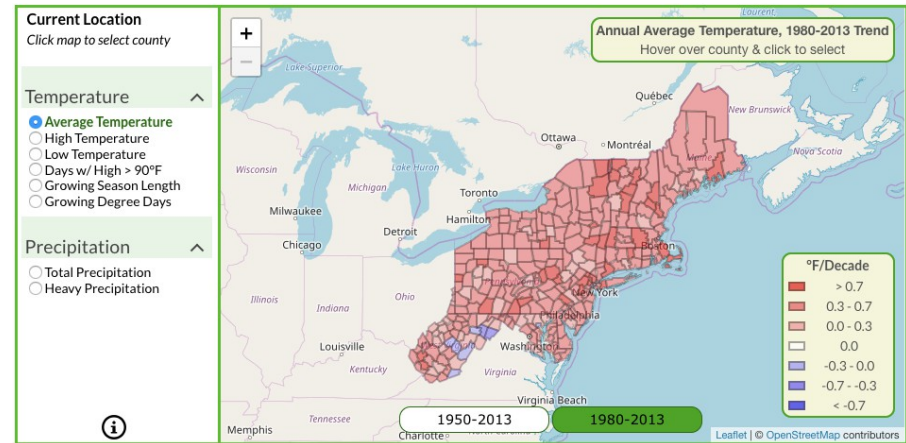 Current Location
Click map to select county
Temperature
Average Temperature
High Temperature
Low Temperature
Days w/ High > 90°F
Growing Season Length
Growing Degree Days
Precipitation
Total Precipitation
Heavy Precipitation
+
−
Annual Average Temperature, 1980-2013 Trend
Hover over county & click to select
Laurent.
Lake Superior
Québec
New Brunswick
Ottawa
Montréal
Nova Scotia
Maine
Wisconsin
Lake Huron
Michigan
Toronto
Milwaukee
Hamilton
Detroit
Chicago
Boston
Illinois
Indiana
Ohio
New York
Philadelphia
Louisville
Washington
Kentucky
Virginia
Virginia Beach
Tennessee
Memphis
Charlotte
1950-2013
1980-2013
°F/Decade
> 0.7
0.3 - 0.7
0.0 - 0.3
0.0
-0.3 - 0.0
-0.7 - -0.3
< -0.7
Leaflet | © OpenStreetMap contributors